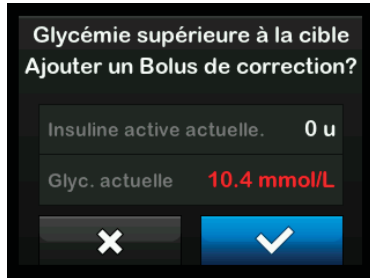 Glycémie supérieure à la cible
Ajouter un Bolus de correction?
Insuline active actuelle. 0 u
Glyc. actuelle 10.4 mmol/L